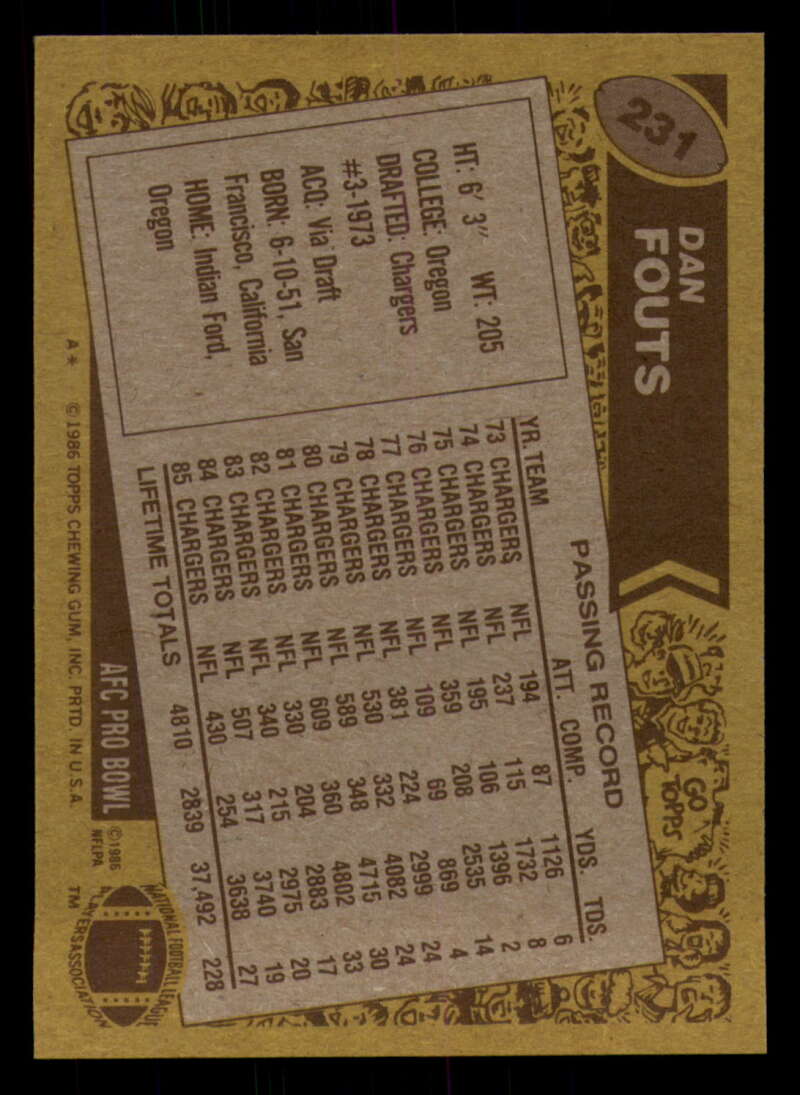 231
DAN
FOUTS
HT: 6′ 3″ WT: 205
COLLEGE: Oregon
DRAFTED: Chargers
#3-1973
ACQ: Via Draft
BORN: 6-10-51, San
Francisco, California
HOME: Indian Ford,
Oregon
PASSING RECORD
YR. TEAM ATT. COMP. YDS. TDS.
73 CHARGERS NFL 194 87 1126 6
74 CHARGERS NFL 237 115 1732 8
75 CHARGERS NFL 195 106 1396 2
76 CHARGERS NFL 359 208 2535 14
77 CHARGERS NFL 109 69 869 4
78 CHARGERS NFL 381 224 2999 24
79 CHARGERS NFL 530 332 4082 24
80 CHARGERS NFL 589 348 4715 30
81 CHARGERS NFL 609 360 4802 33
82 CHARGERS NFL 330 204 2883 17
83 CHARGERS NFL 340 215 2975 20
84 CHARGERS NFL 507 317 3740 19
85 CHARGERS NFL 430 254 3638 27
LIFETIME TOTALS 4810 2839 37,492 228
GO
TOPPS
AFC PRO BOWL
©1986
NFLPA
NATIONAL FOOTBALL LEAGUE
PLAYERS ASSOCIATION
TM
A* ©1986 TOPPS CHEWING GUM, INC. PRTD. IN U.S.A.